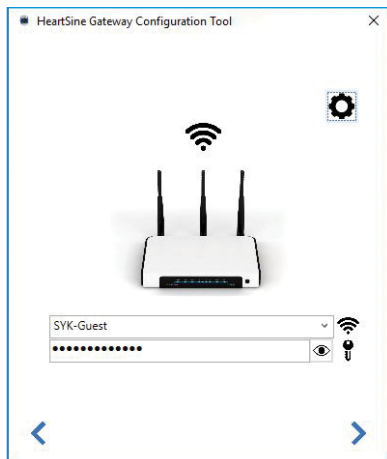 HeartSine Gateway Configuration Tool
SYK-Guest
•••••••••••••